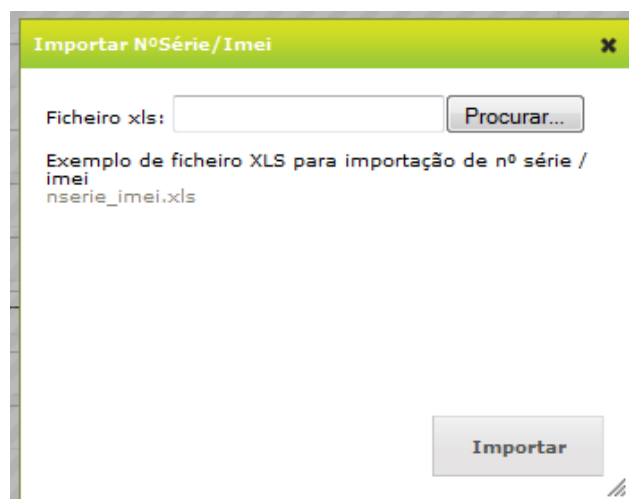 Importar NºSérie/Imei
Ficheiro xls:
Procurar...
Exemplo de ficheiro XLS para importação de nº série /
imei
nserie_imei.xls
Importar